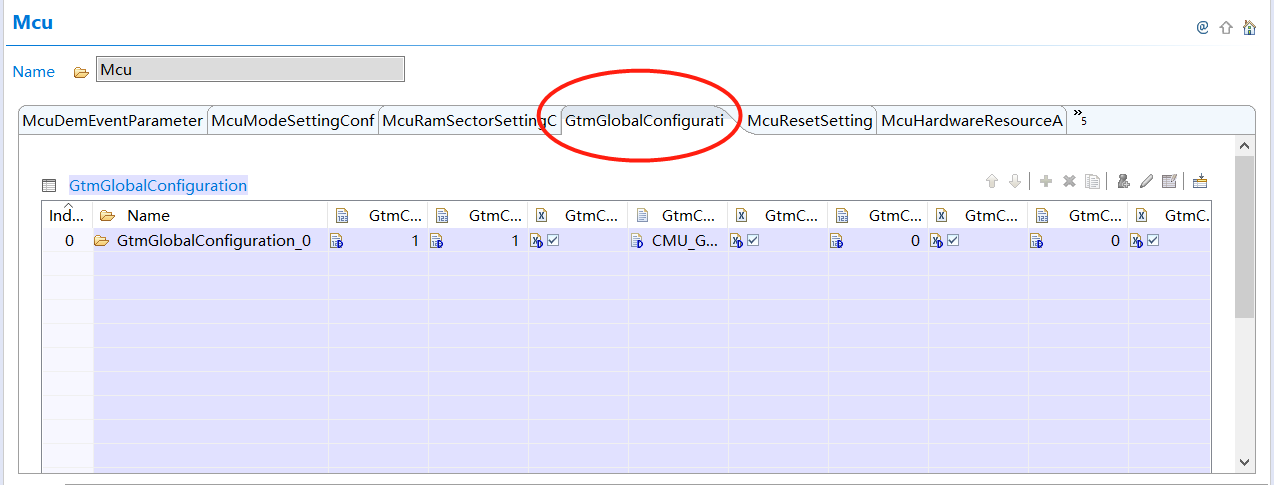 Mcu
@
Name Mcu
McuDemEventParameter McuModeSettingConf McuRamSectorSettingC GtmGlobalConfigurati McuResetSetting McuHardwareResourceA »5
GtmGlobalConfiguration
Ind... Name GtmC... GtmC... GtmC... GtmC... GtmC... GtmC... GtmC... GtmC... GtmC...
0 GtmGlobalConfiguration_0 1 1 CMU_G... 0 0